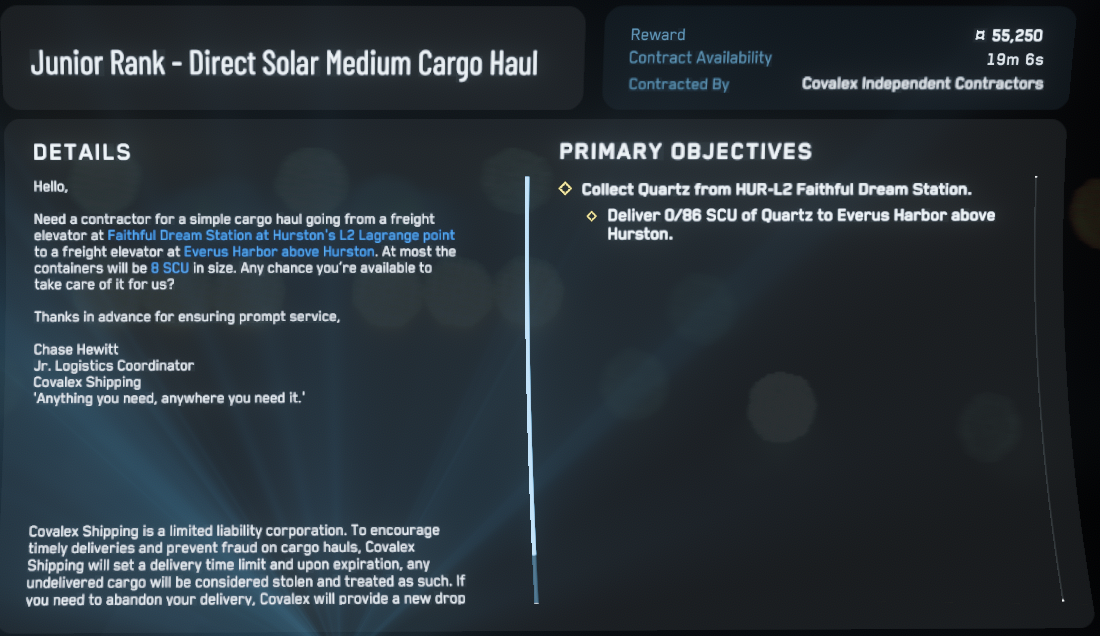 Junior Rank - Direct Solar Medium Cargo Haul
Reward ¤ 55,250
Contract Availability 19m 6s
Contracted By Covalex Independent Contractors
DETAILS
Hello,
Need a contractor for a simple cargo haul going from a freight
elevator at Faithful Dream Station at Hurston's L2 Lagrange point
to a freight elevator at Everus Harbor above Hurston. At most the
containers will be 8 SCU in size. Any chance you're available to
take care of it for us?
Thanks in advance for ensuring prompt service,
Chase Hewitt
Jr. Logistics Coordinator
Covalex Shipping
'Anything you need, anywhere you need it.'
Covalex Shipping is a limited liability corporation. To encourage
timely deliveries and prevent fraud on cargo hauls, Covalex
Shipping will set a delivery time limit and upon expiration, any
undelivered cargo will be considered stolen and treated as such. If
you need to abandon your delivery, Covalex will provide a new drop
PRIMARY OBJECTIVES
Collect Quartz from HUR-L2 Faithful Dream Station.
Deliver 0/86 SCU of Quartz to Everus Harbor above
Hurston.